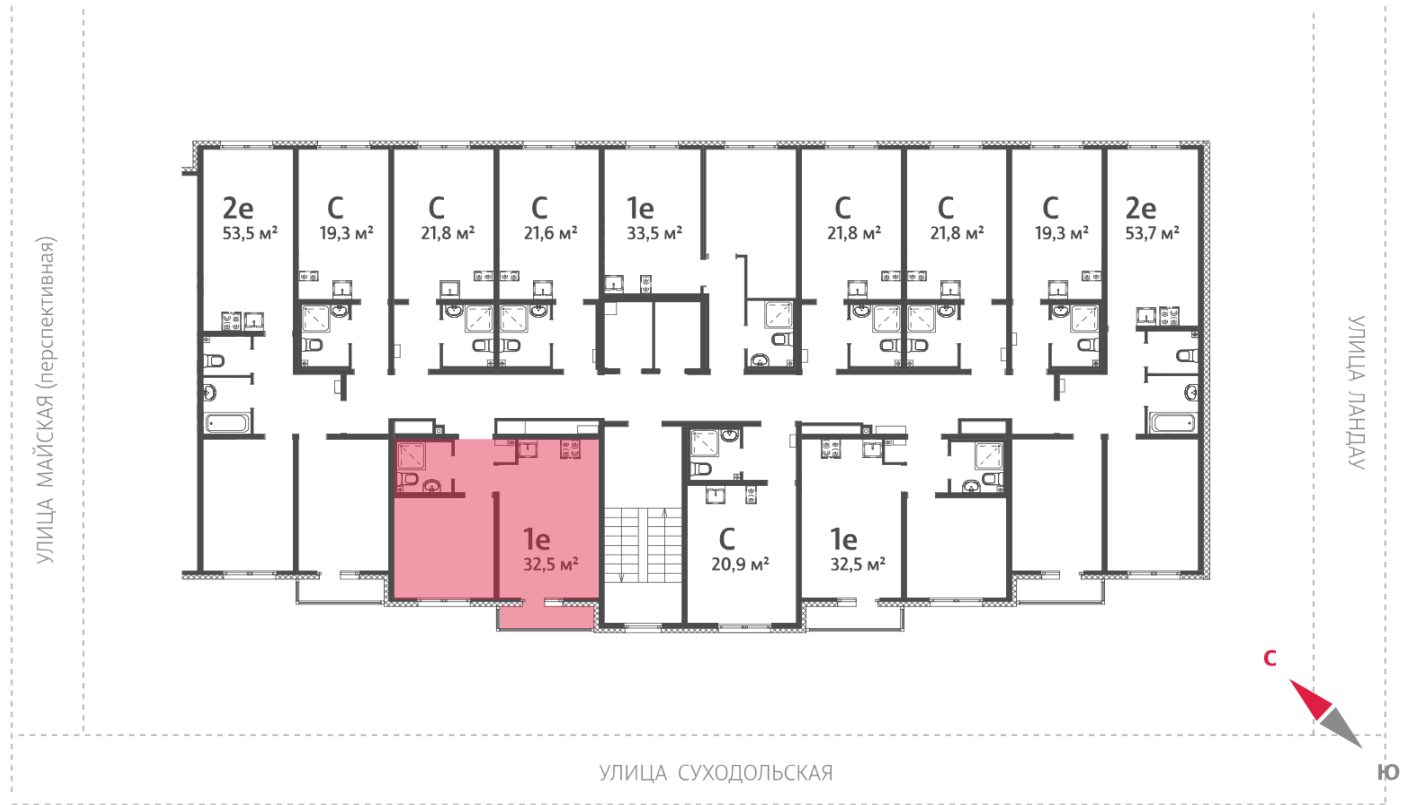 2е
53,5 м²
С
19,3 м²
С
21,8 м²
С
21,6 м²
1е
33,5 м²
С
21,8 м²
С
21,8 м²
С
19,3 м²
2е
53,7 м²
1е
32,5 м²
С
20,9 м²
1е
32,5 м²
УЛИЦА МАЙСКАЯ (перспективная)
УЛИЦА ЛАНДАУ
С
Ю
УЛИЦА СУХОДОЛЬСКАЯ